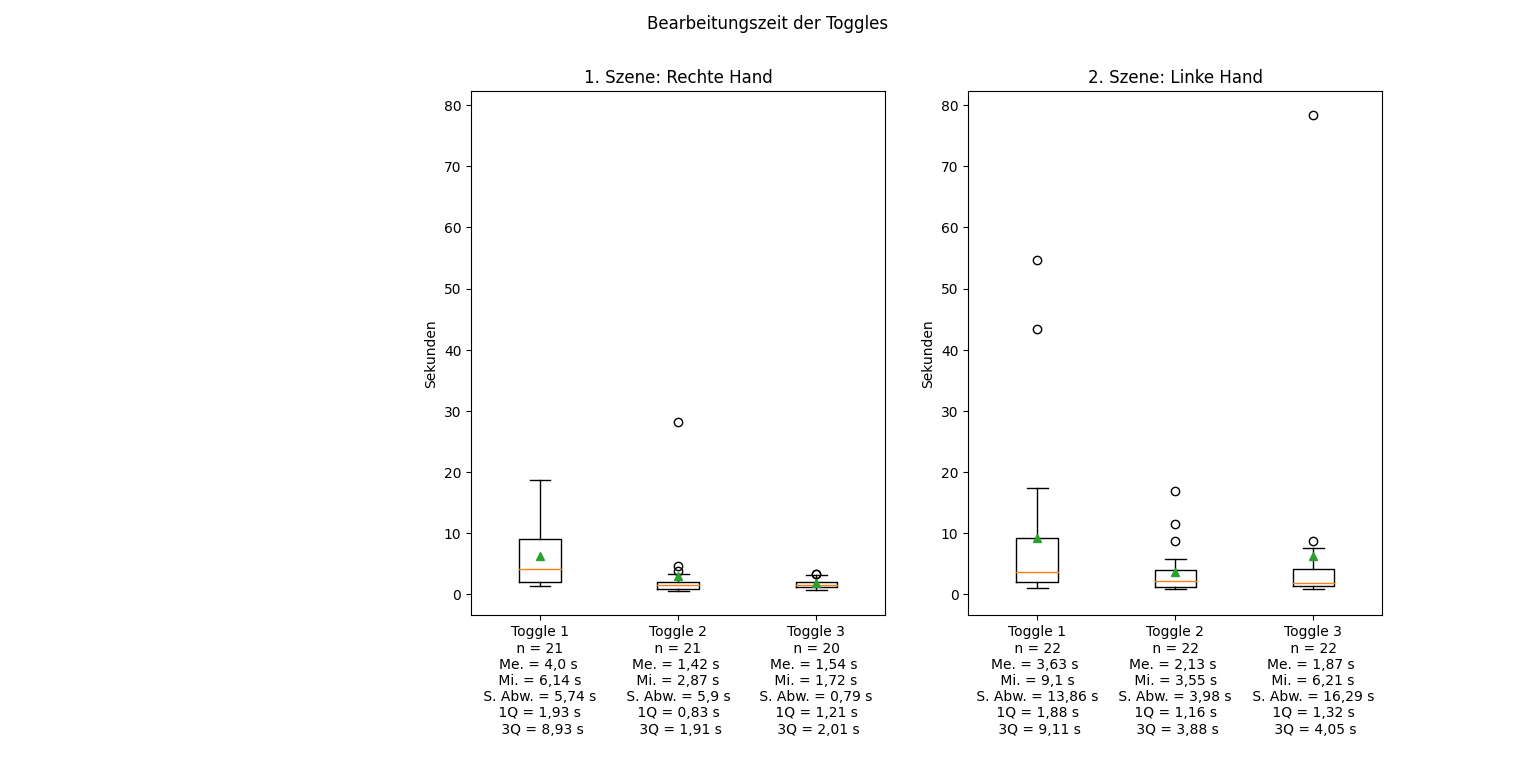 Bearbeitungszeit der Toggles
1. Szene: Rechte Hand
80
70
60
50
40
30
20
10
0
Sekunden
Toggle 1
n = 21
Me. = 4,0 s
Mi. = 6,14 s
S. Abw. = 5,74 s
1Q = 1,93 s
3Q = 8,93 s
Toggle 2
n = 21
Me. = 1,42 s
Mi. = 2,87 s
S. Abw. = 5,9 s
1Q = 0,83 s
3Q = 1,91 s
Toggle 3
n = 20
Me. = 1,54 s
Mi. = 1,72 s
S. Abw. = 0,79 s
1Q = 1,21 s
3Q = 2,01 s
2. Szene: Linke Hand
80
70
60
50
40
30
20
10
0
Sekunden
Toggle 1
n = 22
Me. = 3,63 s
Mi. = 9,1 s
S. Abw. = 13,86 s
1Q = 1,88 s
3Q = 9,11 s
Toggle 2
n = 22
Me. = 2,13 s
Mi. = 3,55 s
S. Abw. = 3,98 s
1Q = 1,16 s
3Q = 3,88 s
Toggle 3
n = 22
Me. = 1,87 s
Mi. = 6,21 s
S. Abw. = 16,29 s
1Q = 1,32 s
3Q = 4,05 s